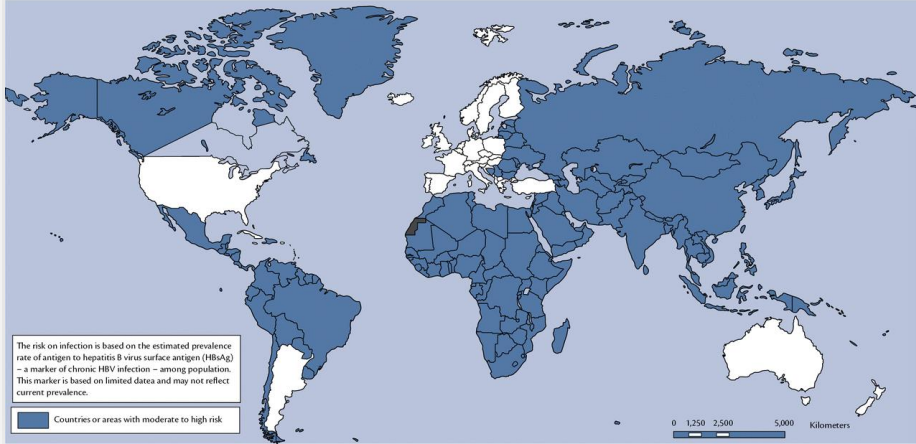 The risk on infection is based on the estimated prevalence
rate of antigen to hepatitis B virus surface antigen (HBsAg)
– a marker of chronic HBV infection – among population.
This marker is based on limited datea and may not reflect
current prevalence.
Countries or areas with moderate to high risk
0 1,250 2,500 5,000
Kilometers